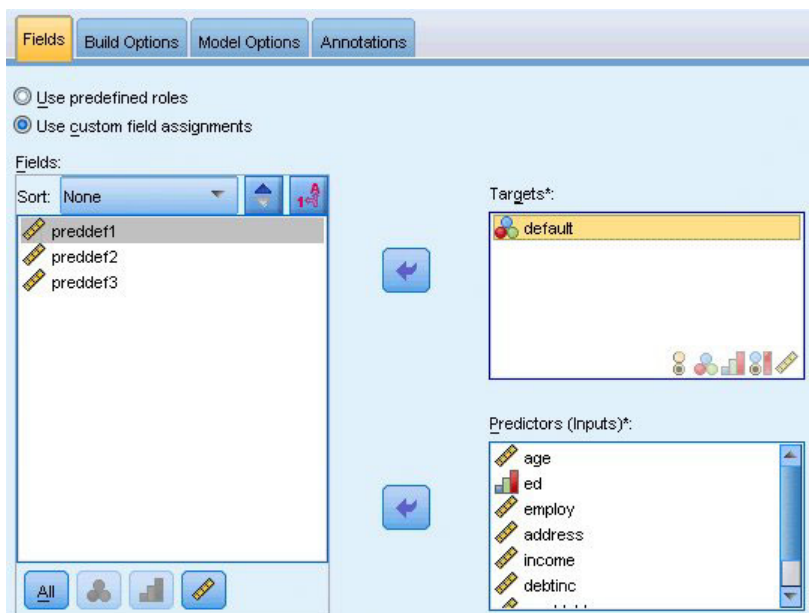 Fields Build Options Model Options Annotations
Use predefined roles
Use custom field assignments
Fields:
Sort: None
preddef1
preddef2
preddef3
All
Targets*:
default
Predictors (Inputs)*:
age
ed
employ
address
income
debtinc